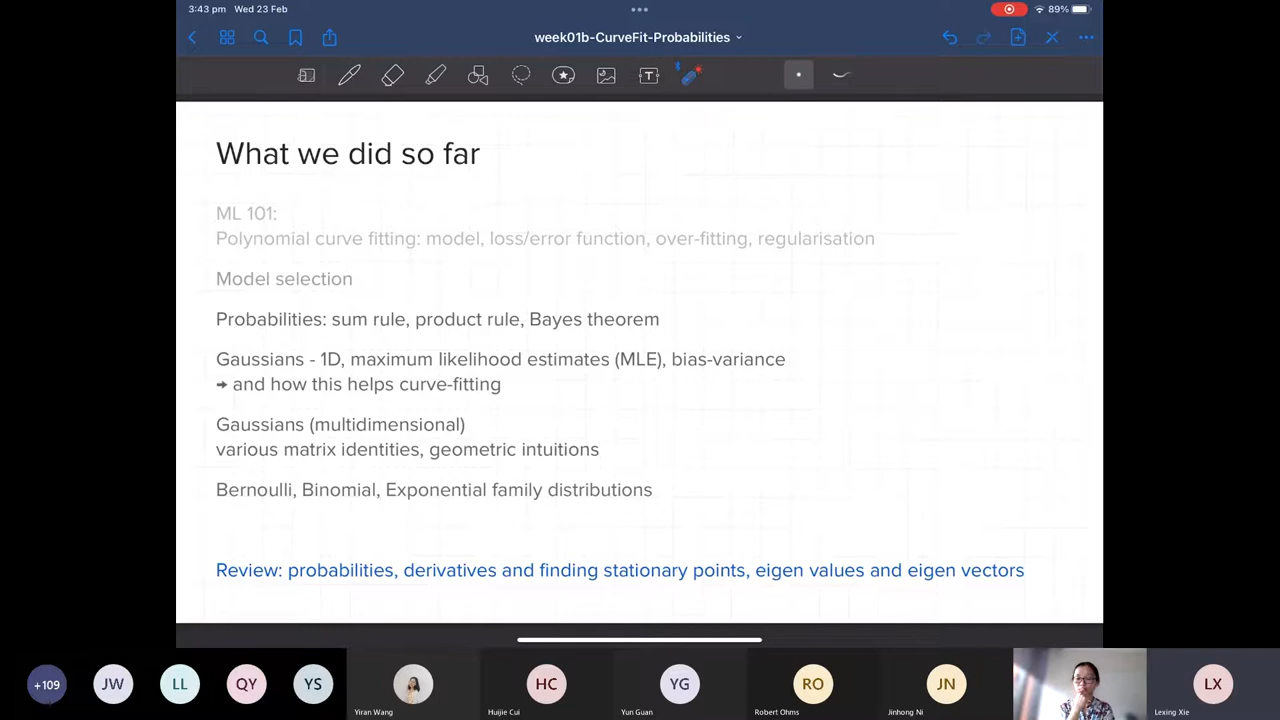 3:43 pm Wed 23 Feb
89%
week01b-CurveFit-Probabilities
T
What we did so far
ML 101:
Polynomial curve fitting: model, loss/error function, over-fitting, regularisation
Model selection
Probabilities: sum rule, product rule, Bayes theorem
Gaussians - 1D, maximum likelihood estimates (MLE), bias-variance
➔ and how this helps curve-fitting
Gaussians (multidimensional)
various matrix identities, geometric intuitions
Bernoulli, Binomial, Exponential family distributions
Review: probabilities, derivatives and finding stationary points, eigen values and eigen vectors
+109 JW LL QY YS HC YG RO JN LX
Yiran Wang Huijie Cui Yun Guan Robert Ohms Jinhong Ni Lexing Xie